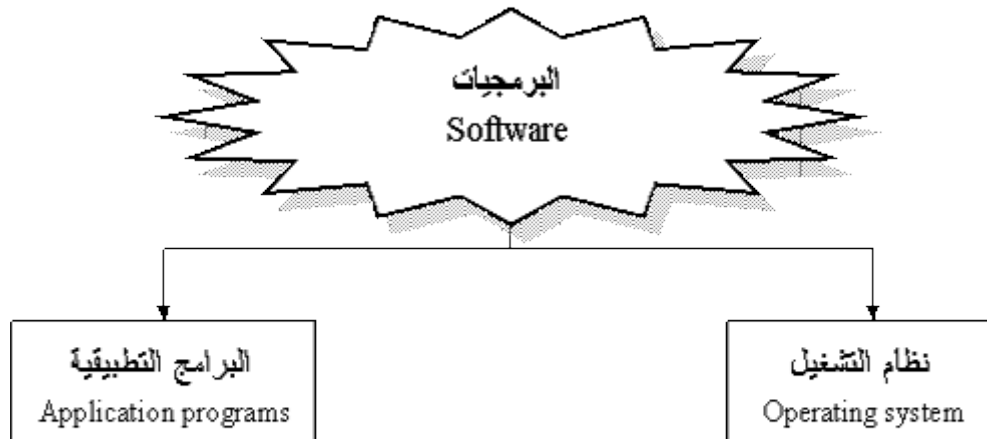 البرمجيات
Software
نظام التشغيل
Operating system
البرامج التطبيقية
Application programs